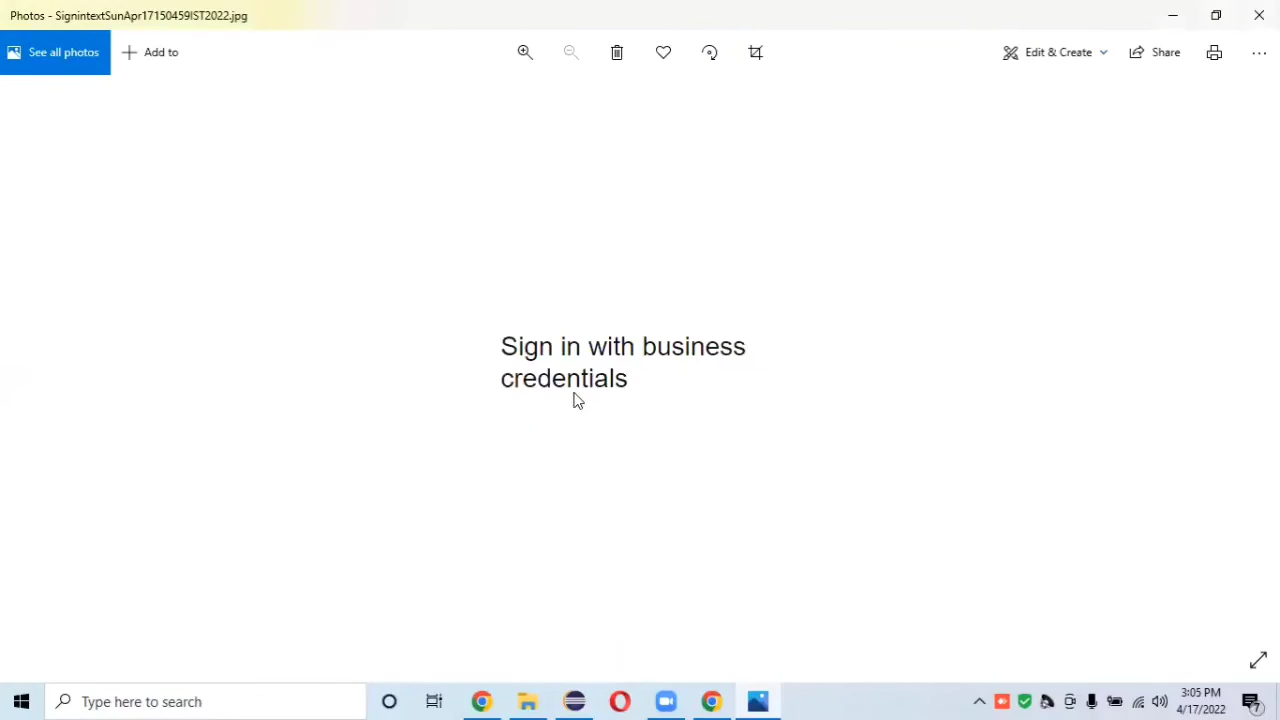 Photos - SignintextSunApr17150459IST2022.jpg
See all photos
Add to
Edit & Create
Share
Sign in with business
credentials
Type here to search
3:05 PM
4/17/2022
7